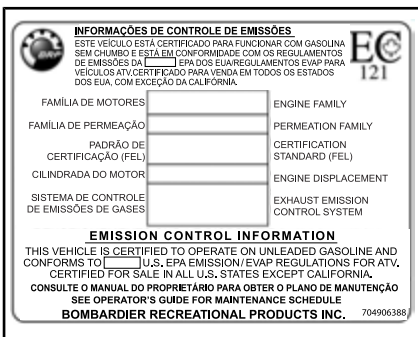 INFORMAÇÕES DE CONTROLE DE EMISSÕES
ESTE VEÍCULO ESTÁ CERTIFICADO PARA FUNCIONAR COM GASOLINA
SEM CHUMBO E ESTÁ EM CONFORMIDADE COM OS REGULAMENTOS
DE EMISSÕES DA EPA DOS EUA/REGULAMENTOS EVAP PARA
VEÍCULOS ATV,CERTIFICADO PARA VENDA EM TODOS OS ESTADOS
DOS EUA, COM EXCEÇÃO DA CALIFÓRNIA.
EC
121
FAMÍLIA DE MOTORES
ENGINE FAMILY
FAMÍLIA DE PERMEAÇÃO
PERMEATION FAMILY
PADRÃO DE
CERTIFICAÇÃO (FEL)
CERTIFICATION
STANDARD (FEL)
CILINDRADA DO MOTOR
ENGINE DISPLACEMENT
SISTEMA DE CONTROLE
DE EMISSÕES DE GASES
EXHAUST EMISSION
CONTROL SYSTEM
EMISSION CONTROL INFORMATION
THIS VEHICLE IS CERTIFIED TO OPERATE ON UNLEADED GASOLINE AND
CONFORMS TO U.S. EPA EMISSION/EVAP REGULATIONS FOR ATV.
CERTIFIED FOR SALE IN ALL U.S. STATES EXCEPT CALIFORNIA.
CONSULTE O MANUAL DO PROPRIETÁRIO PARA OBTER O PLANO DE MANUTENÇÃO
SEE OPERATOR'S GUIDE FOR MAINTENANCE SCHEDULE
BOMBARDIER RECREATIONAL PRODUCTS INC.
704906388